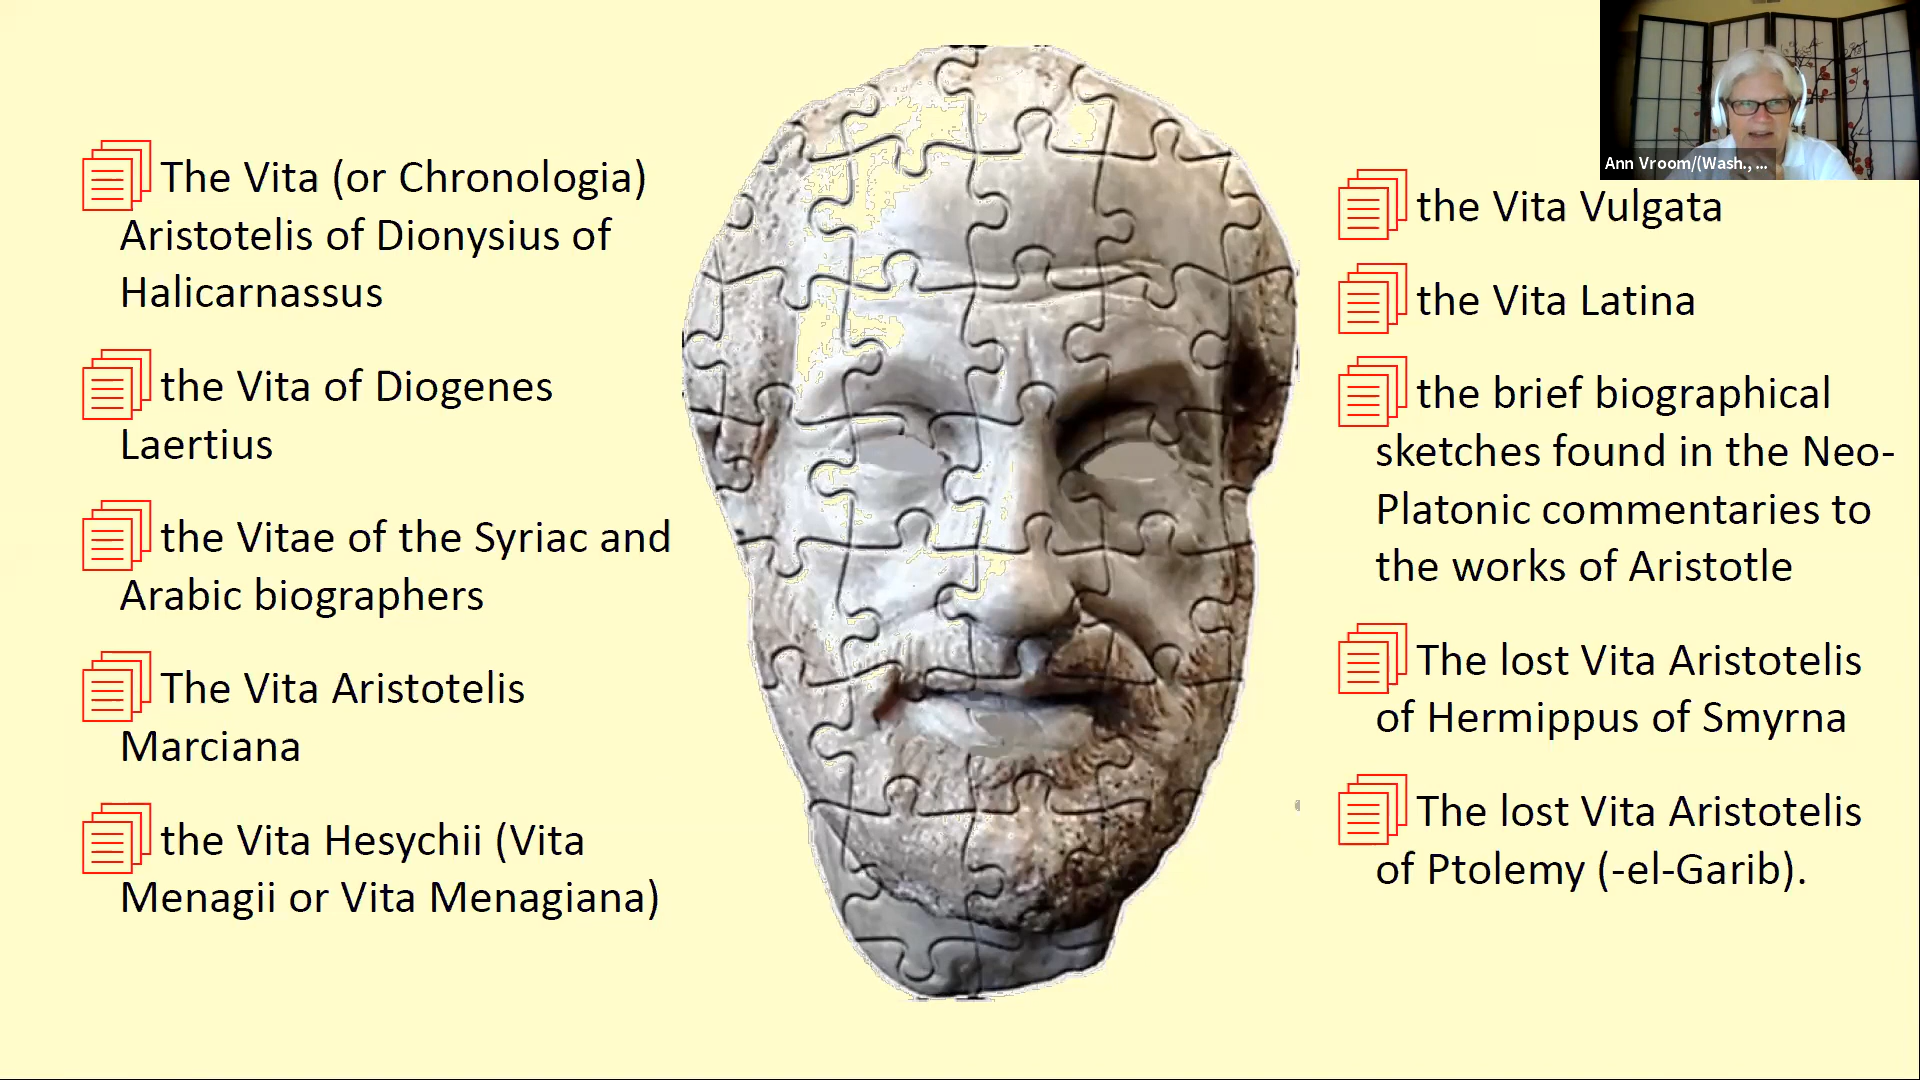 The Vita (or Chronologia)
Aristotelis of Dionysius of
Halicarnassus
the Vita of Diogenes
Laertius
the Vitae of the Syriac and
Arabic biographers
The Vita Aristotelis
Marciana
the Vita Hesychii (Vita
Menagii or Vita Menagiana)
Ann Vroom/(Wash., ...
the Vita Vulgata
the Vita Latina
the brief biographical
sketches found in the Neo-
Platonic commentaries to
the works of Aristotle
The lost Vita Aristotelis
of Hermippus of Smyrna
The lost Vita Aristotelis
of Ptolemy (-el-Garib).